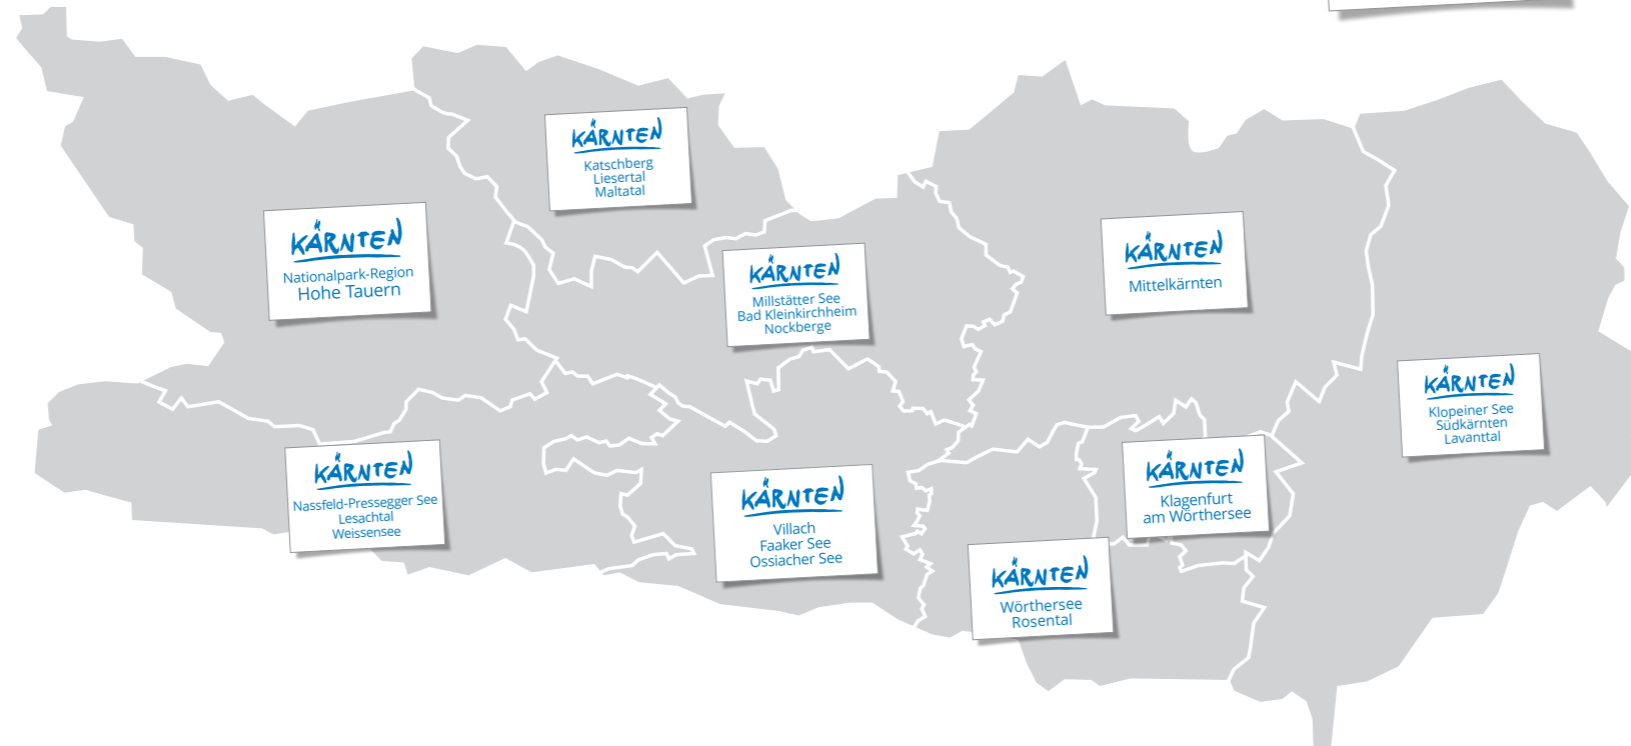 KÄRNTEN
Katschberg
Liesertal
Maltatal
KÄRNTEN
Nationalpark-Region
Hohe Tauern
KÄRNTEN
Millstätter See
Bad Kleinkirchheim
Nockberge
KÄRNTEN
Mittelkärnten
KÄRNTEN
Klopeiner See
Südkärnten
Lavanttal
KÄRNTEN
Nassfeld-Pressegger See
Lesachtal
Weissensee
KÄRNTEN
Villach
Faaker See
Ossiacher See
KÄRNTEN
Klagenfurt
am Wörthersee
KÄRNTEN
Wörthersee
Rosental